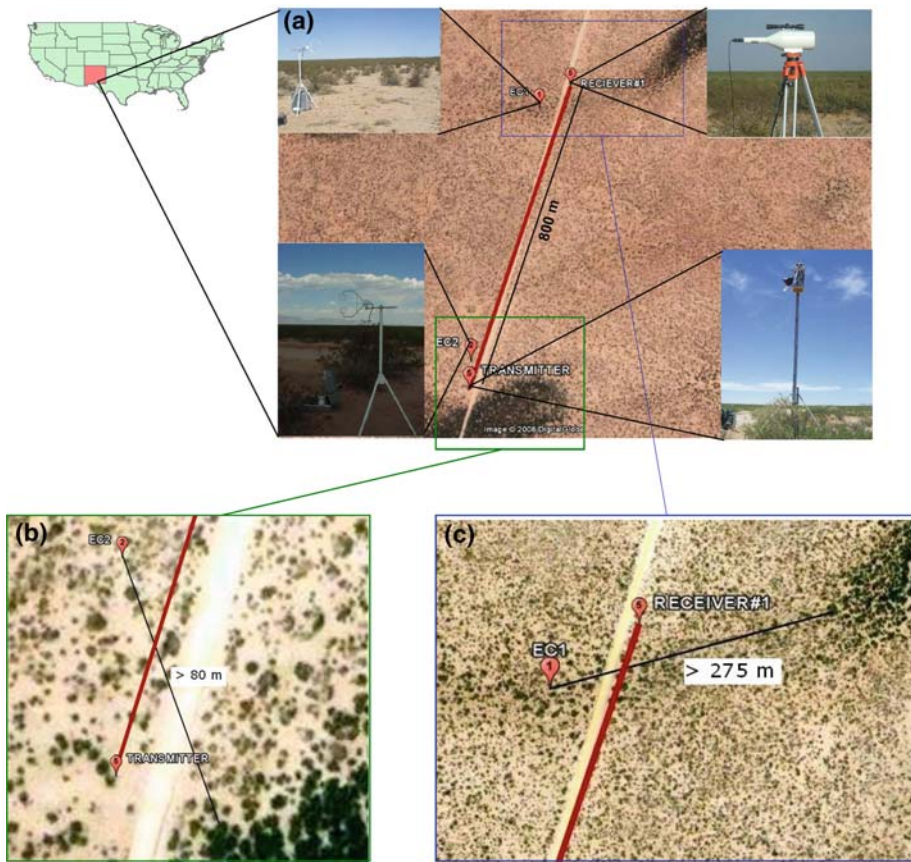 (a)
EC1
RECIEVER#1
800 m
EC2
TRANSMITTER
Image © 2008 DigitalGlobe
(b)
EC2
> 80 m
TRANSMITTER
(c)
RECEIVER#1
EC1
> 275 m